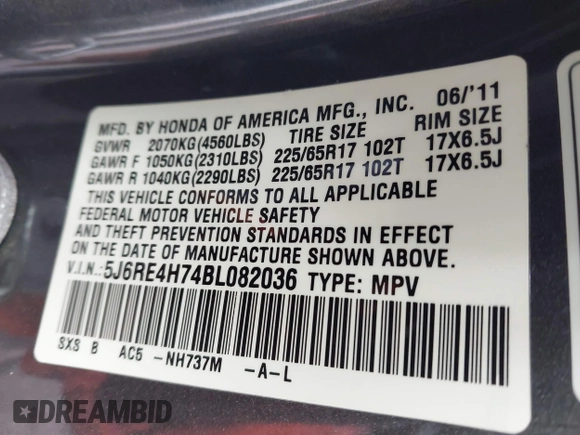 MFD. BY HONDA OF AMERICA MFG., INC. 06/'11
GVWR 2070KG(4560LBS) TIRE SIZE RIM SIZE
GAWR F 1050KG(2310LBS) 225/65R17 102T 17X6.5J
GAWR R 1040KG(2290LBS) 225/65R17 102T 17X6.5J
THIS VEHICLE CONFORMS TO ALL APPLICABLE
FEDERAL MOTOR VEHICLE SAFETY
AND THEFT PREVENTION STANDARDS IN EFFECT
ON THE DATE OF MANUFACTURE SHOWN ABOVE.
V.I.N.: 5J6RE4H74BL082036 TYPE: MPV
SXS B AC5 -NH737M -A-L
DREAMBID